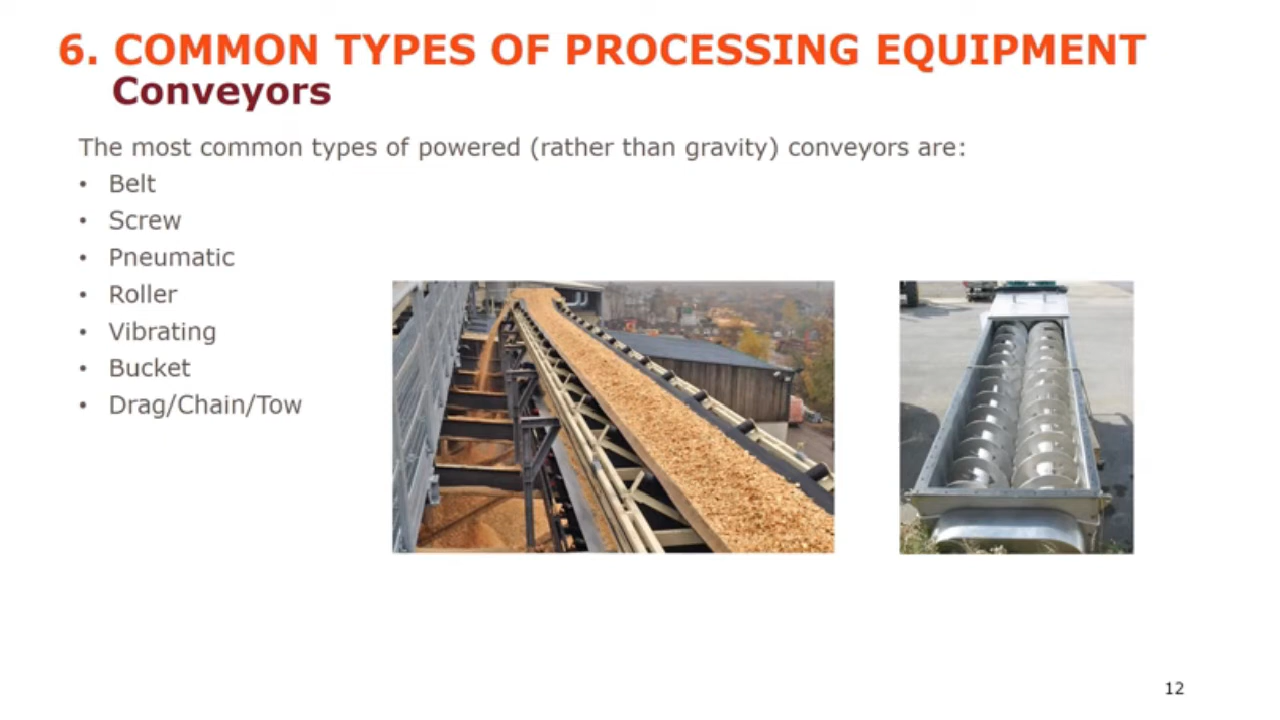 6. COMMON TYPES OF PROCESSING EQUIPMENT
Conveyors
The most common types of powered (rather than gravity) conveyors are:
• Belt
• Screw
• Pneumatic
• Roller
• Vibrating
• Bucket
• Drag/Chain/Tow
12